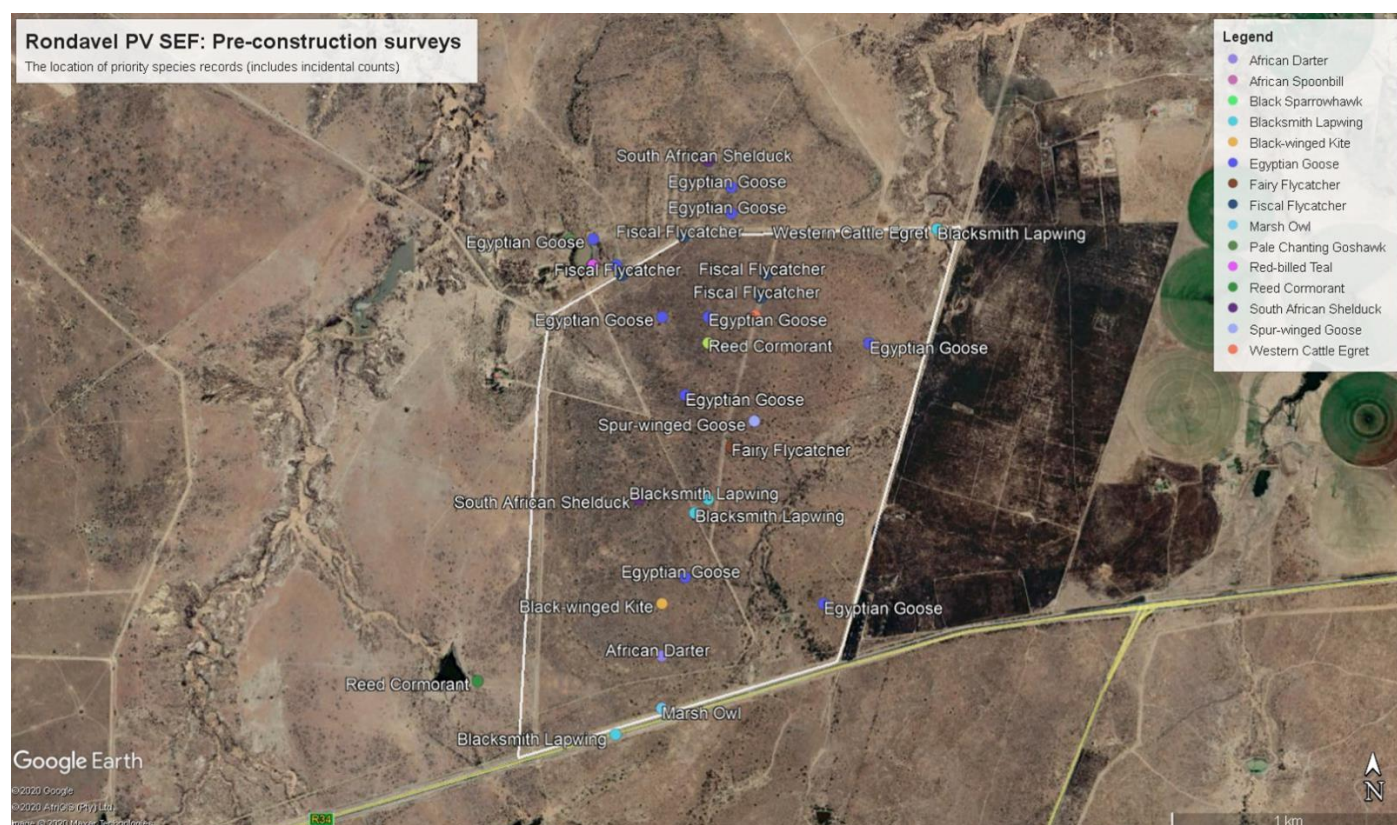 Rondavel PV SEF: Pre-construction surveys
The location of priority species records (includes incidental counts)
Legend
African Darter
African Spoonbill
Black Sparrowhawk
Blacksmith Lapwing
Black-winged Kite
Egyptian Goose
Fairy Flycatcher
Fiscal Flycatcher
Marsh Owl
Pale Chanting Goshawk
Red-billed Teal
Reed Cormorant
South African Shelduck
Spur-winged Goose
Western Cattle Egret
South African Shelduck
Egyptian Goose
Egyptian Goose
Fiscal Flycatcher Western Cattle Egret Blacksmith Lapwing
Egyptian Goose
Fiscal Flycatcher Fiscal Flycatcher
Fiscal Flycatcher
Egyptian Goose Egyptian Goose
Reed Cormorant Egyptian Goose
Egyptian Goose
Spur-winged Goose
Fairy Flycatcher
South African Shelduck Blacksmith Lapwing
Blacksmith Lapwing
Egyptian Goose
Black-winged Kite Egyptian Goose
African Darter
Reed Cormorant
Marsh Owl
Blacksmith Lapwing
Google Earth
©2020 Google
©2020 AfriGIS (Pty) Ltd.
Image ©2020 Maxar Technologies
R34
N
1 km